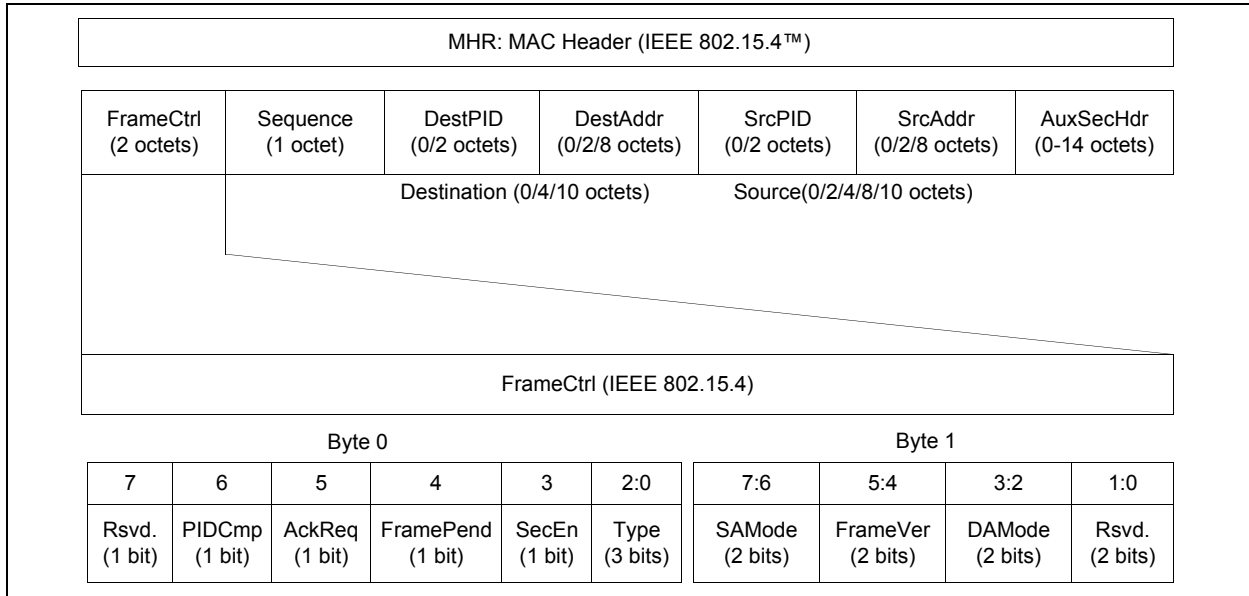 MHR: MAC Header (IEEE 802.15.4™)
FrameCtrl Sequence DestPID DestAddr SrcPID SrcAddr AuxSecHdr
(2 octets) (1 octet) (0/2 octets) (0/2/8 octets) (0/2 octets) (0/2/8 octets) (0-14 octets)
Destination (0/4/10 octets) Source(0/2/4/8/10 octets)
FrameCtrl (IEEE 802.15.4)
Byte 0 Byte 1
7 6 5 4 3 2:0 7:6 5:4 3:2 1:0
Rsvd. PIDCmp AckReq FramePend SecEn Type SAMode FrameVer DAMode Rsvd.
(1 bit) (1 bit) (1 bit) (1 bit) (1 bit) (3 bits) (2 bits) (2 bits) (2 bits) (2 bits)